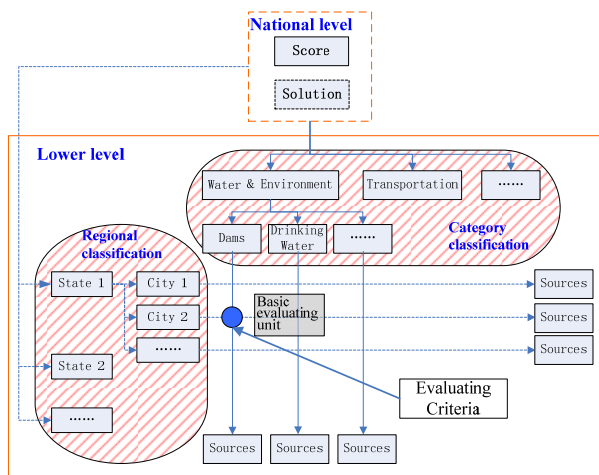 National level
Score
Solution
Lower level
Water & Environment
Transportation
······
Dams
Drinking
Water
······
Category
classification
Regional
classification
State 1
City 1
Sources
City 2
Basic
evaluating
unit
Sources
······
Sources
State 2
Evaluating
Criteria
······
Sources
Sources
Sources